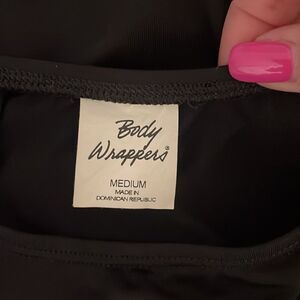 Body
Wrappers®
MEDIUM
MADE IN
DOMINICAN REPUBLIC